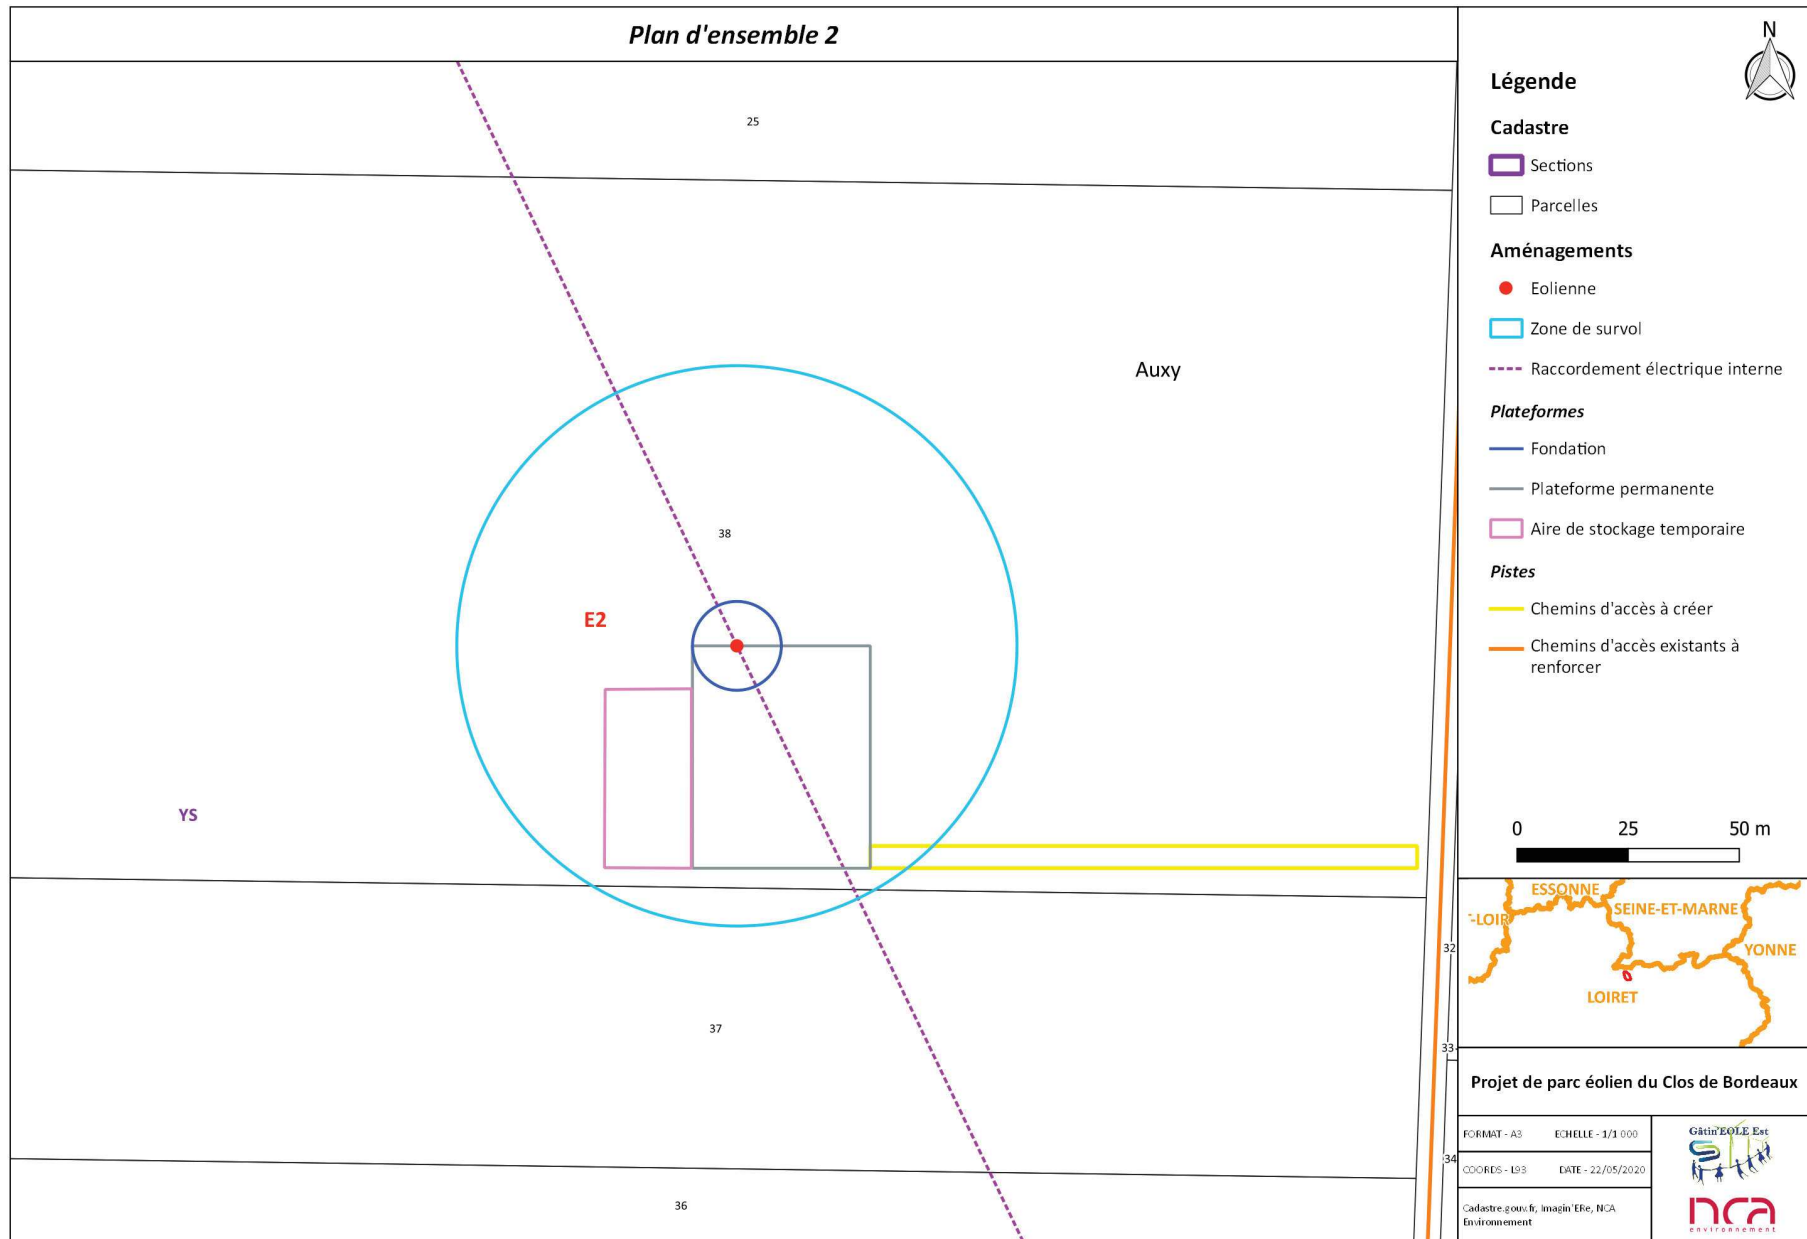 Plan d'ensemble 2
25
Auxy
38
E2
YS
37
36
32
33
34
N
Légende
Cadastre
Sections
Parcelles
Aménagements
Eolienne
Zone de survol
Raccordement électrique interne
Plateformes
Fondation
Plateforme permanente
Aire de stockage temporaire
Pistes
Chemins d'accès à créer
Chemins d'accès existants à
renforcer
0 25 50 m
ESSONNE
-LOIR
SEINE-ET-MARNE
YONNE
LOIRET
Projet de parc éolien du Clos de Bordeaux
FORMAT - A3 ECHELLE - 1/1 000
COORDS - L93 DATE - 22/05/2020
Cadastre.gouv.fr, Imagin'ERe, NCA
Environnement
Gâtin'EOLE Est
nca
environnement